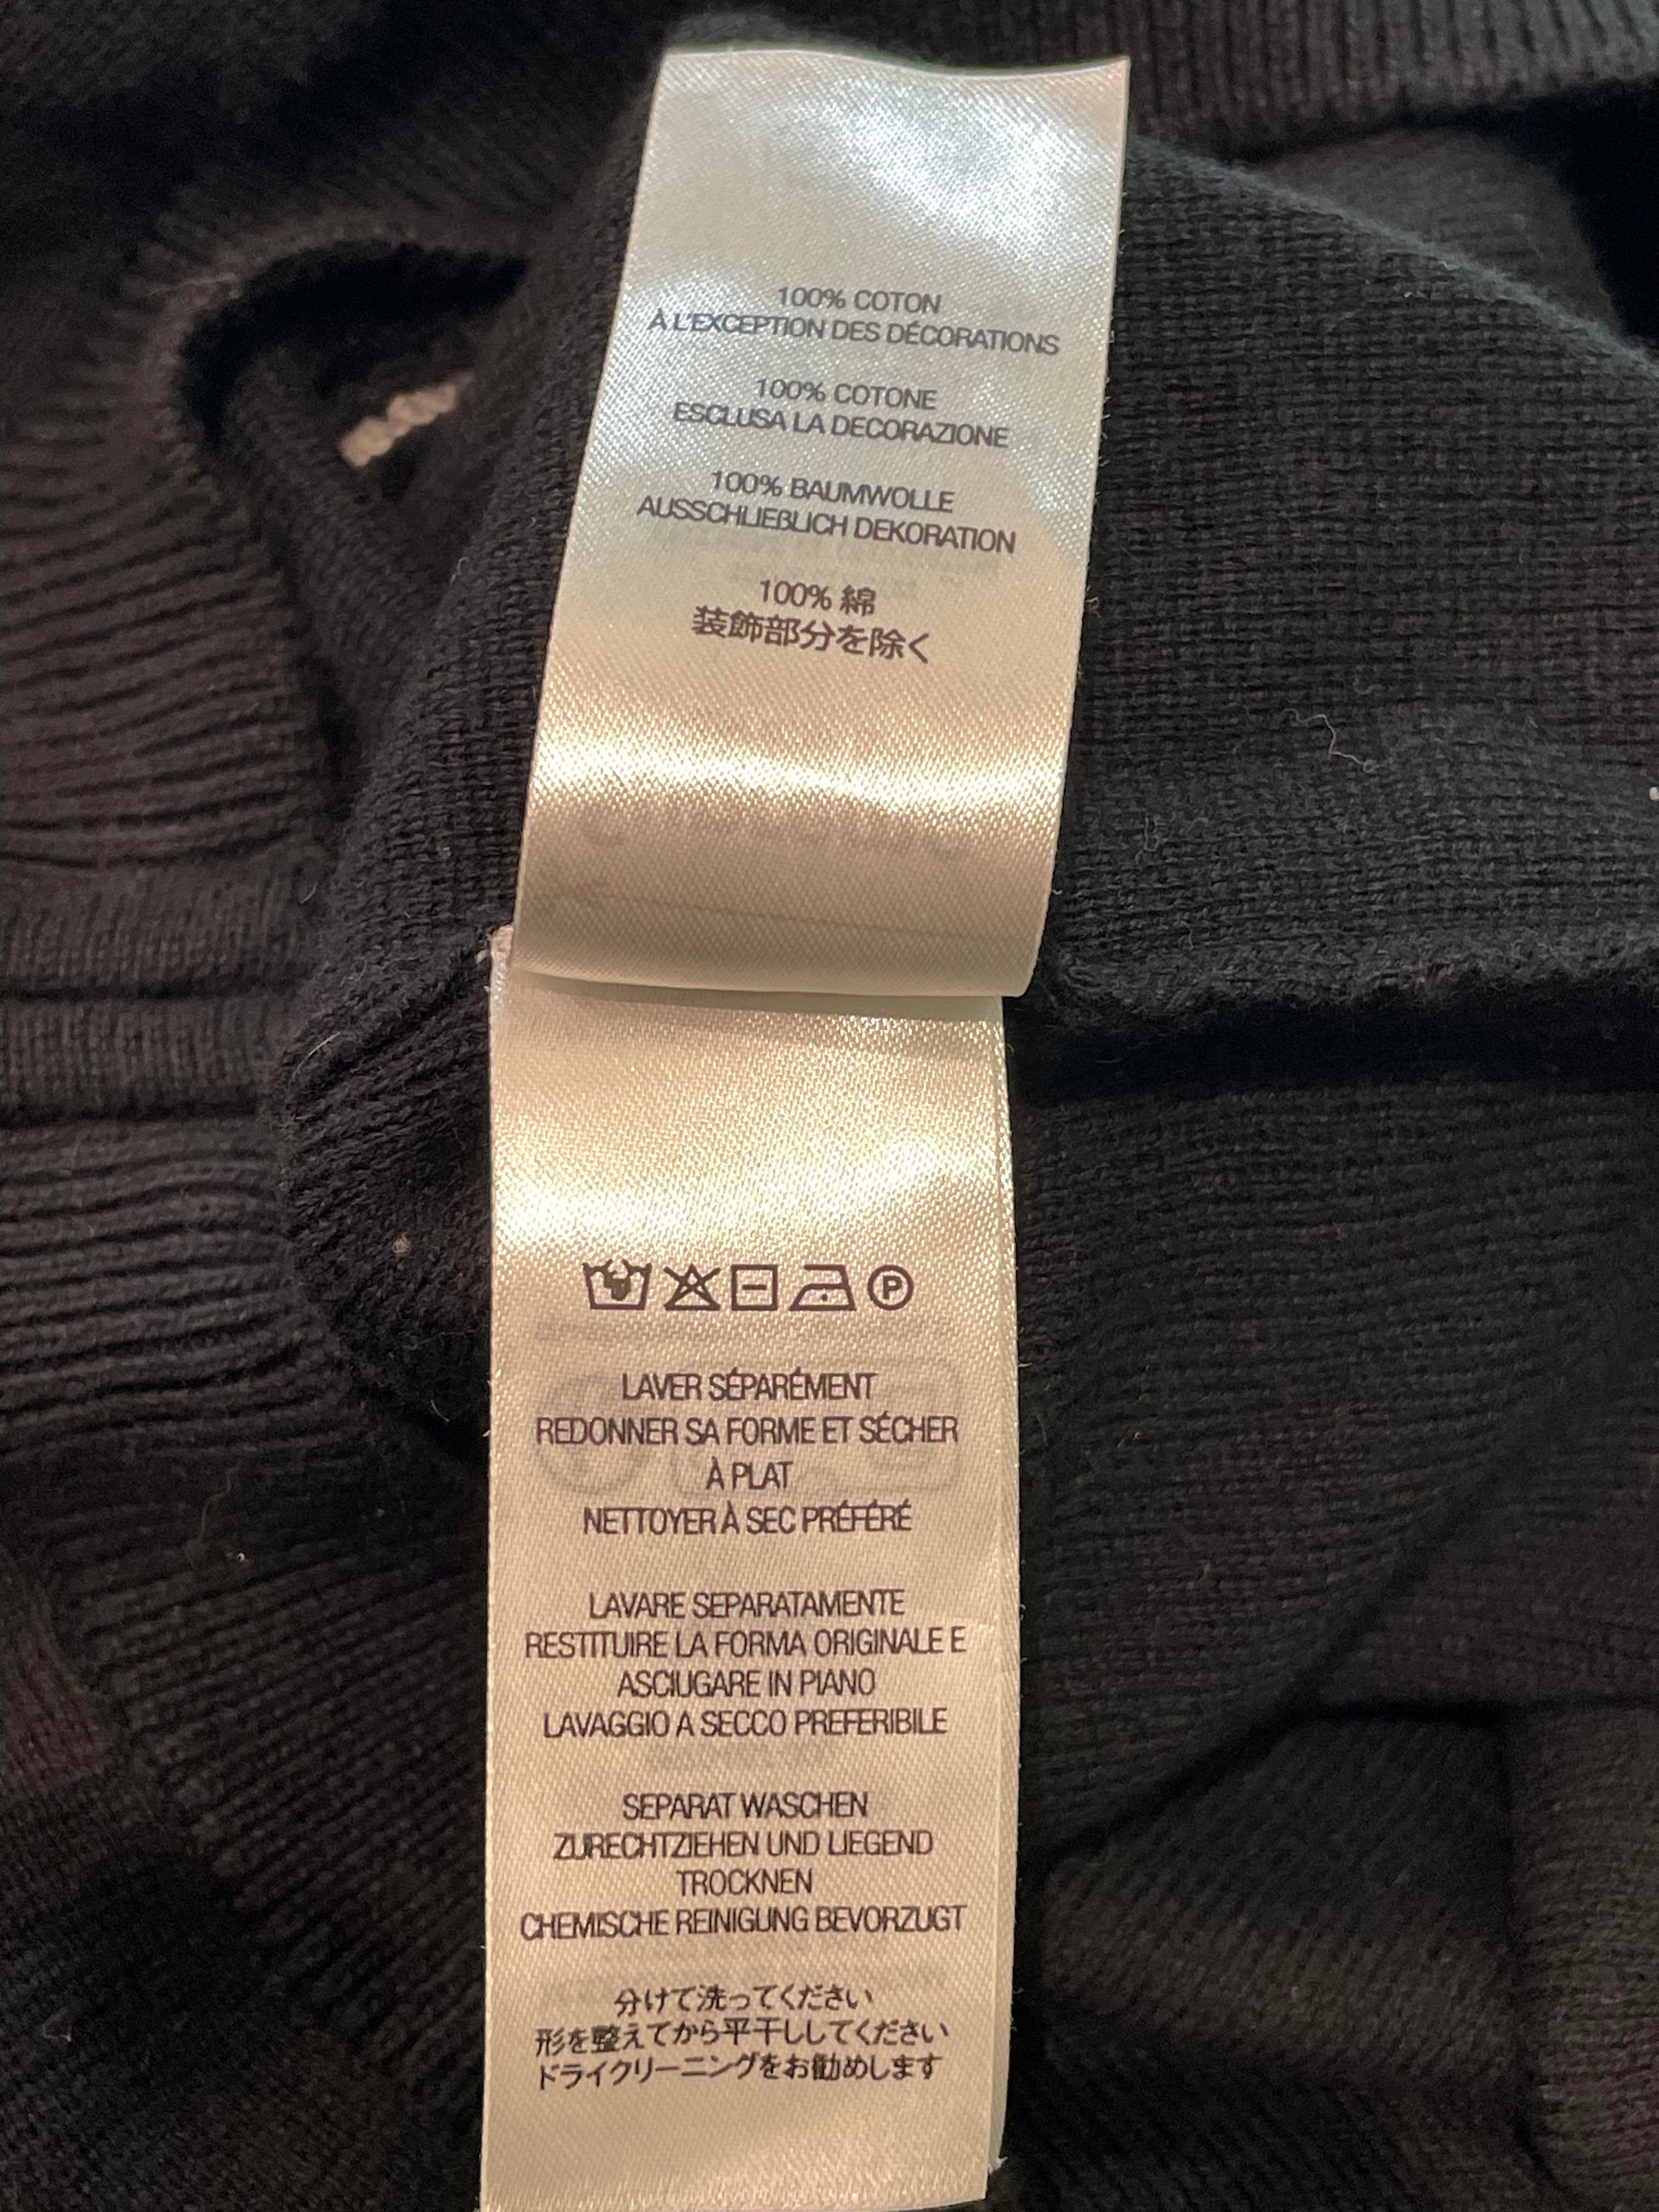 100% COTON
À L'EXCEPTION DES DÉCORATIONS
100% COTONE
ESCLUSA LA DECORAZIONE
100% BAUMWOLLE
AUSSCHLIEßLICH DEKORATION
100% 綿
装飾部分を除く
P
LAVER SÉPARÉMENT
REDONNER SA FORME ET SÉCHER
À PLAT
NETTOYER À SEC PRÉFÉRÉ
LAVARE SEPARATAMENTE
RESTITUIRE LA FORMA ORIGINALE E
ASCIUGARE IN PIANO
LAVAGGIO A SECCO PREFERIBILE
SEPARAT WASCHEN
ZURECHTZIEHEN UND LIEGEND
TROCKNEN
CHEMISCHE REINIGUNG BEVORZUGT
分けて洗ってください
形を整えてから平干ししてください
ドライクリーニングをお勧めします